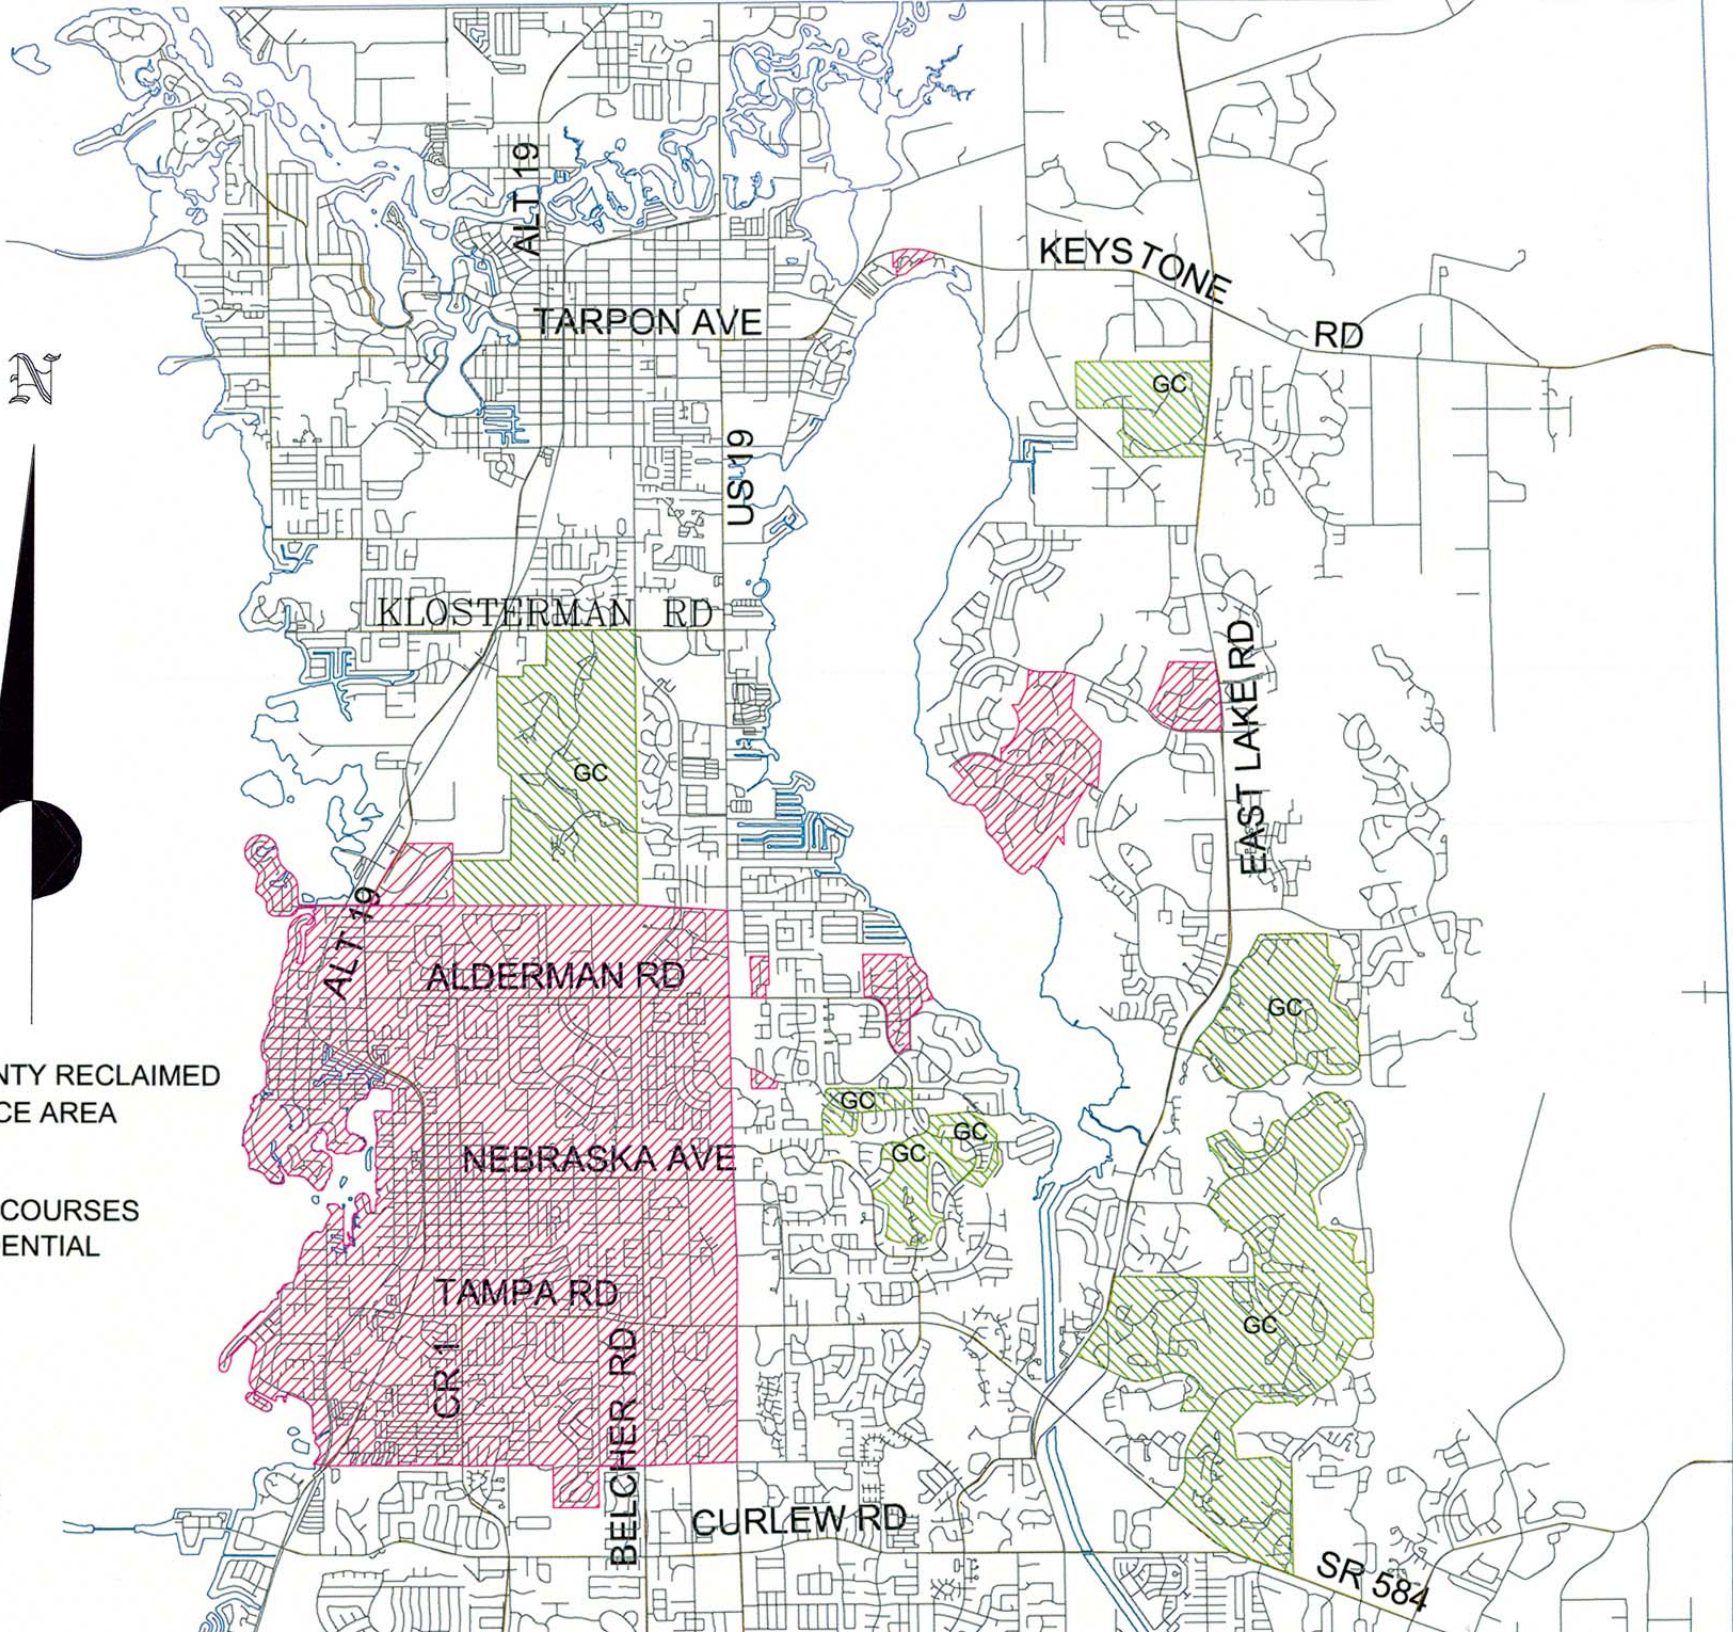 ALT 19
KEYSTONE
RD
TARPON AVE
N
GC
US 19
KLOSTERMAN RD
EAST LAKE RD
GC
ALT 19
ALDERMAN RD
GC
NTY RECLAIMED
CE AREA
GC
GC
GC
NEBRASKA AVE
COURSES
ENTIAL
TAMPA RD
GC
CR 1
BELCHER RD
CURLEW RD
SR 584